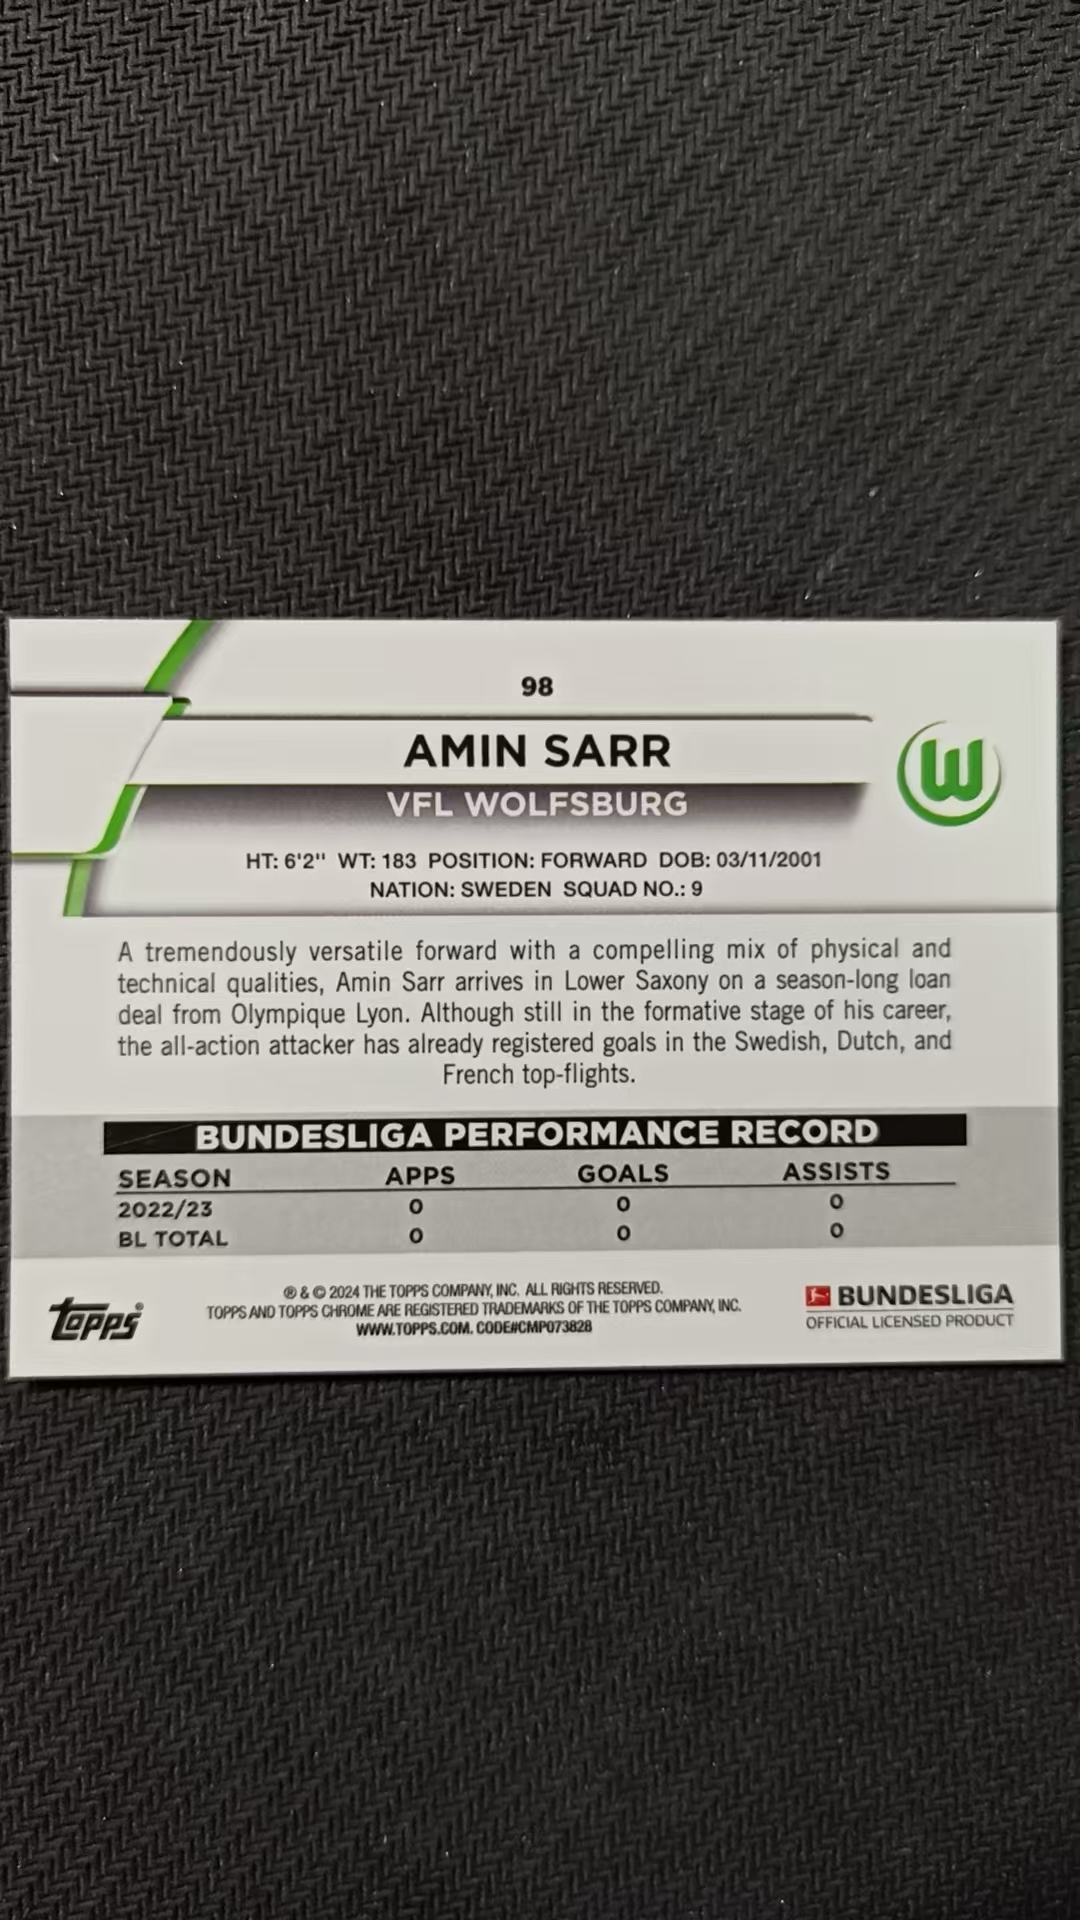 98
AMIN SARR
W
VFL WOLFSBURG
HT: 6'2" WT: 183 POSITION: FORWARD DOB: 03/11/2001
NATION: SWEDEN SQUAD NO.: 9
A tremendously versatile forward with a compelling mix of physical and
technical qualities, Amin Sarr arrives in Lower Saxony on a season-long loan
deal from Olympique Lyon. Although still in the formative stage of his career,
the all-action attacker has already registered goals in the Swedish, Dutch, and
French top-flights.
BUNDESLIGA PERFORMANCE RECORD
SEASON APPS GOALS ASSISTS
2022/23 0 0 0
BL TOTAL 0 0 0
Topps®
® & © 2024 THE TOPPS COMPANY, INC. ALL RIGHTS RESERVED.
TOPPS AND TOPPS CHROME ARE REGISTERED TRADEMARKS OF THE TOPPS COMPANY, INC.
WWW.TOPPS.COM. CODE#CMP073828
BUNDESLIGA
OFFICIAL LICENSED PRODUCT